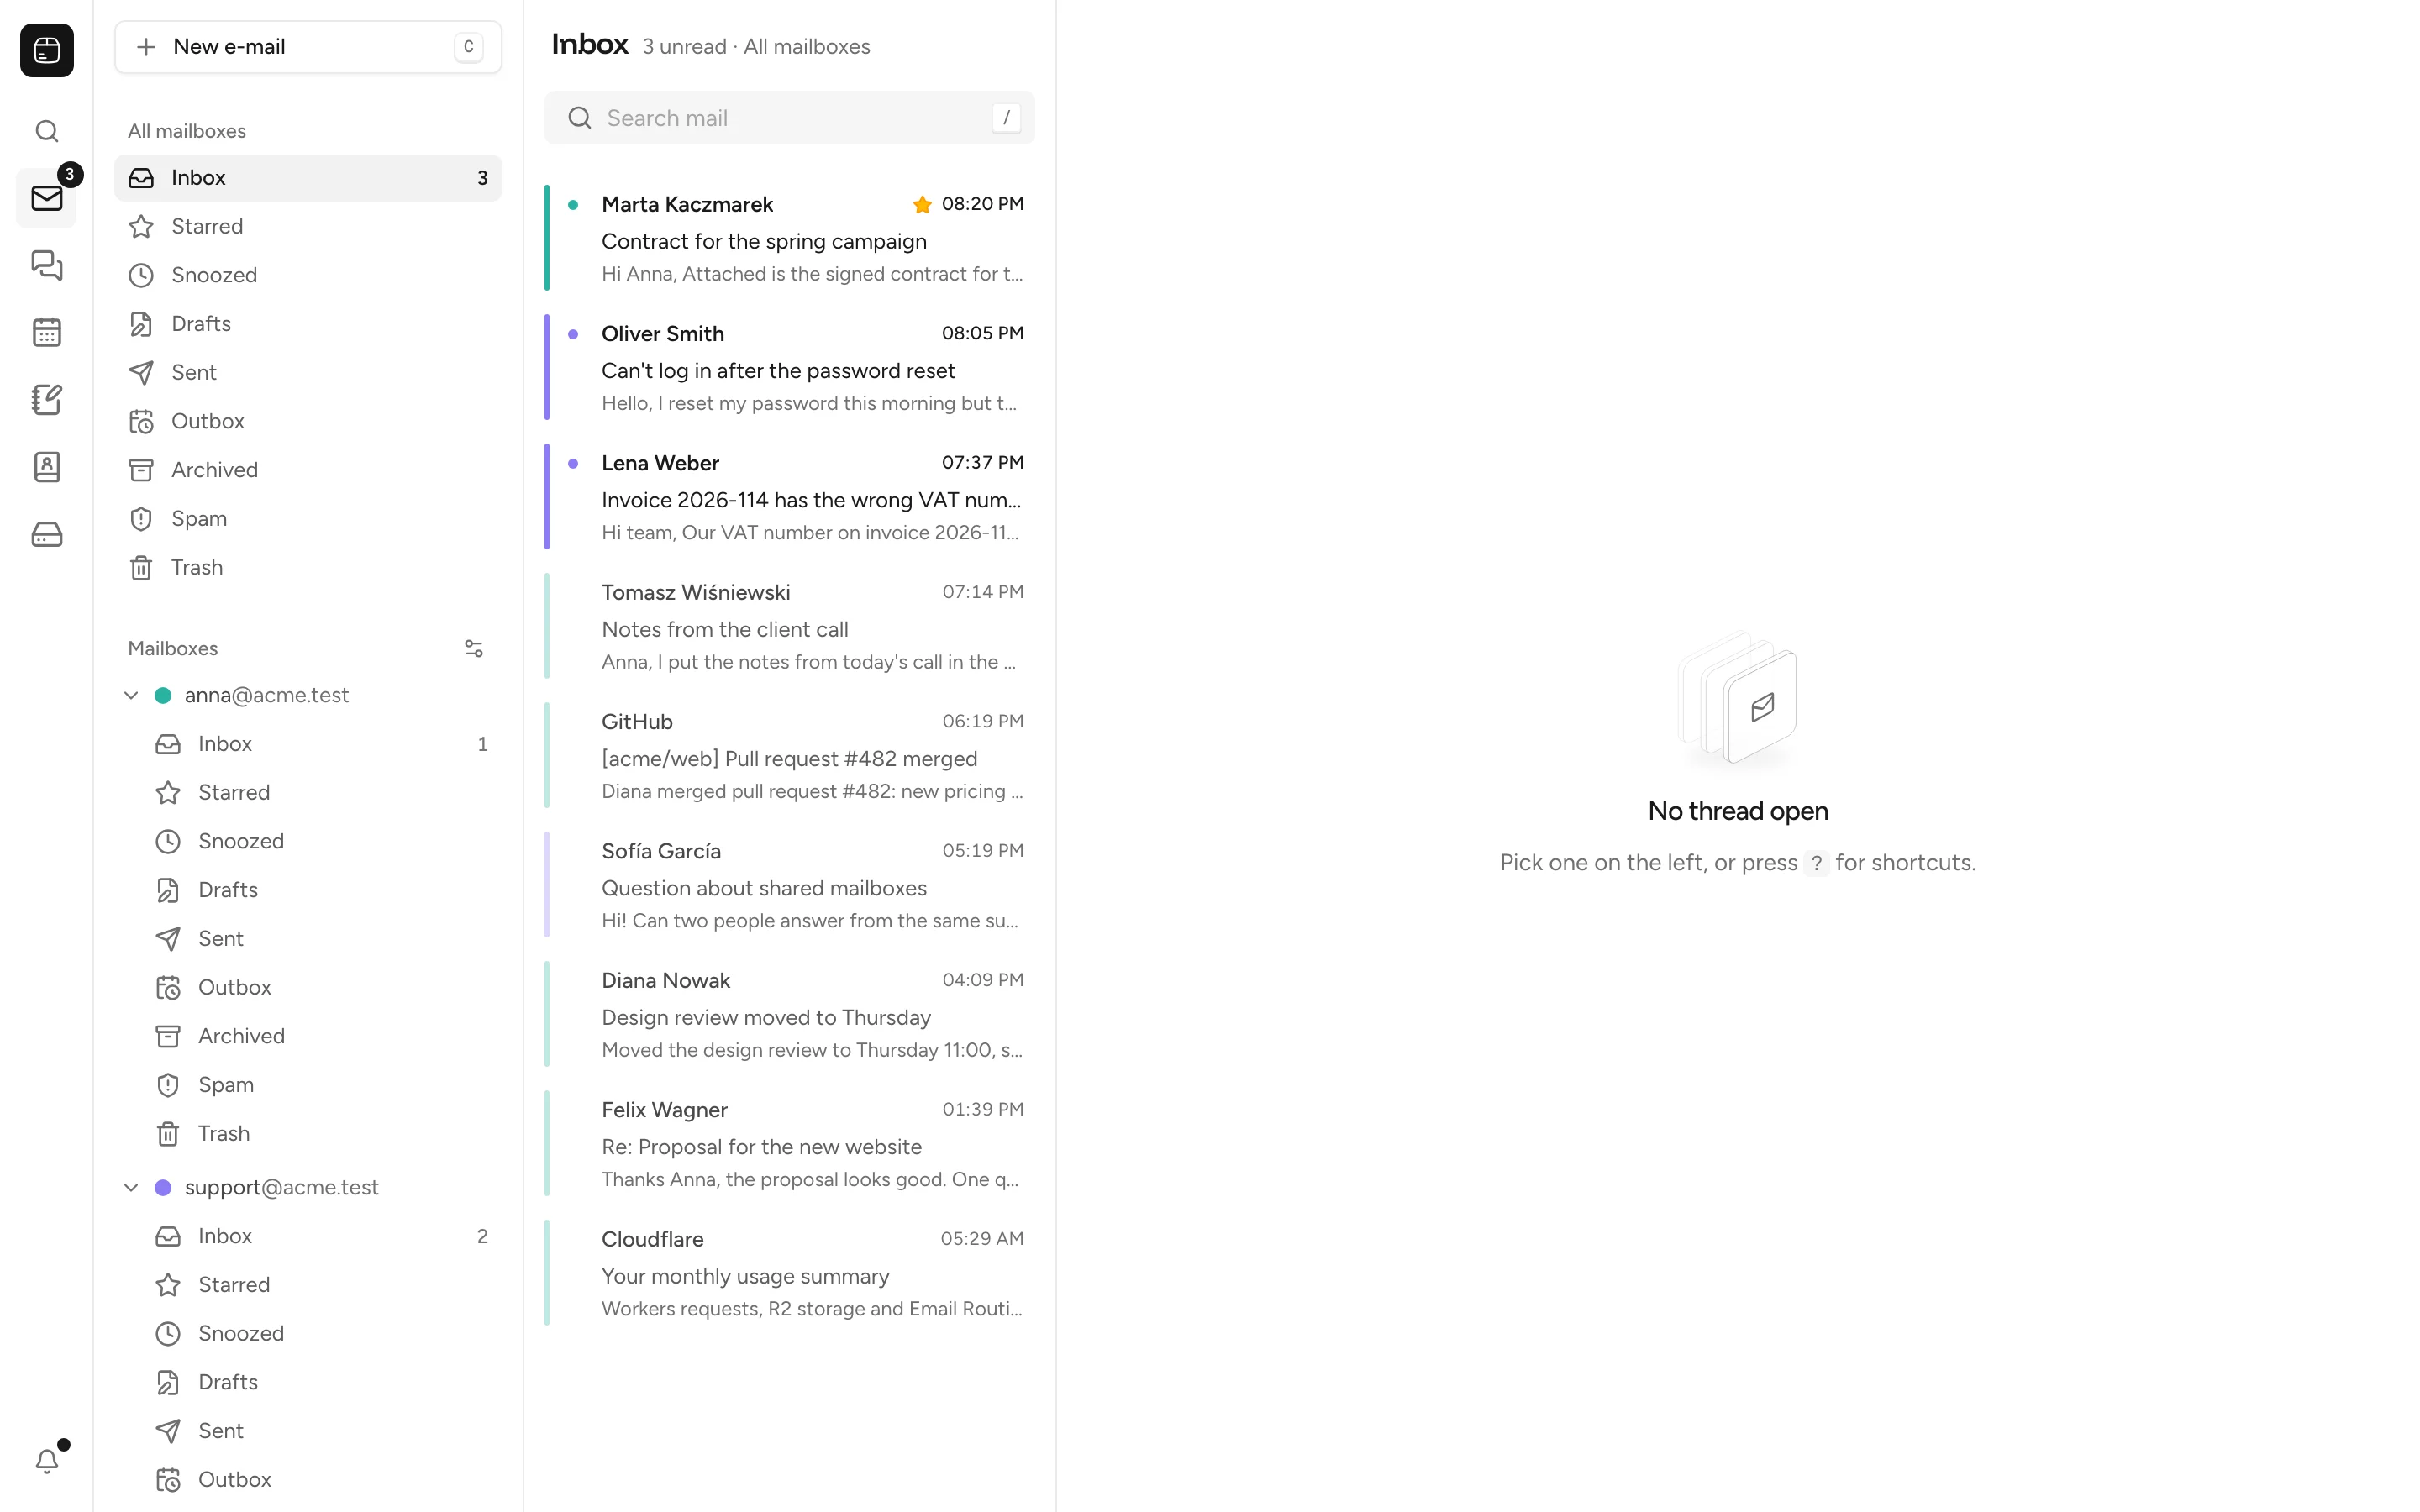 New e-mail C
All mailboxes
3
Inbox 3
Starred
Snoozed
Drafts
Sent
Outbox
Archived
Spam
Trash
Mailboxes
anna@acme.test
Inbox 1
Starred
Snoozed
Drafts
Sent
Outbox
Archived
Spam
Trash
support@acme.test
Inbox 2
Starred
Snoozed
Drafts
Sent
Outbox
Inbox 3 unread · All mailboxes
Search mail /
Marta Kaczmarek 08:20 PM
Contract for the spring campaign
Hi Anna, Attached is the signed contract for t...
Oliver Smith 08:05 PM
Can't log in after the password reset
Hello, I reset my password this morning but t...
Lena Weber 07:37 PM
Invoice 2026-114 has the wrong VAT num...
Hi team, Our VAT number on invoice 2026-11...
Tomasz Wiśniewski 07:14 PM
Notes from the client call
Anna, I put the notes from today's call in the ...
GitHub 06:19 PM
[acme/web] Pull request #482 merged
Diana merged pull request #482: new pricing ...
Sofía García 05:19 PM
Question about shared mailboxes
Hi! Can two people answer from the same su...
Diana Nowak 04:09 PM
Design review moved to Thursday
Moved the design review to Thursday 11:00, s...
Felix Wagner 01:39 PM
Re: Proposal for the new website
Thanks Anna, the proposal looks good. One q...
Cloudflare 05:29 AM
Your monthly usage summary
Workers requests, R2 storage and Email Routi...
No thread open
Pick one on the left, or press ? for shortcuts.